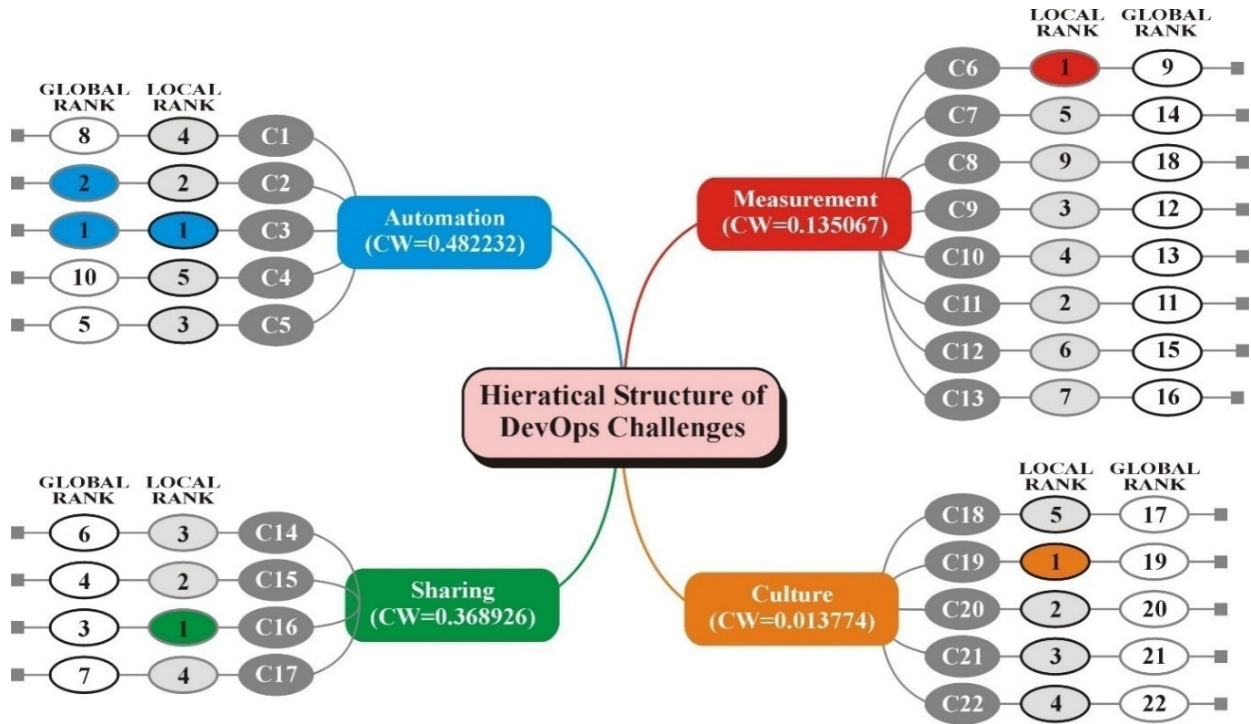 GLOBAL RANK LOCAL RANK
8 4 C1
2 2 C2
1 1 C3
10 5 C4
5 3 C5
Automation
(CW=0.482232)
LOCAL RANK GLOBAL RANK
C6 1 9
C7 5 14
C8 9 18
C9 3 12
C10 4 13
C11 2 11
C12 6 15
C13 7 16
Measurement
(CW=0.135067)
Hieratical Structure of
DevOps Challenges
GLOBAL RANK LOCAL RANK
6 3 C14
4 2 C15
3 1 C16
7 4 C17
Sharing
(CW=0.368926)
LOCAL RANK GLOBAL RANK
C18 5 17
C19 1 19
C20 2 20
C21 3 21
C22 4 22
Culture
(CW=0.013774)